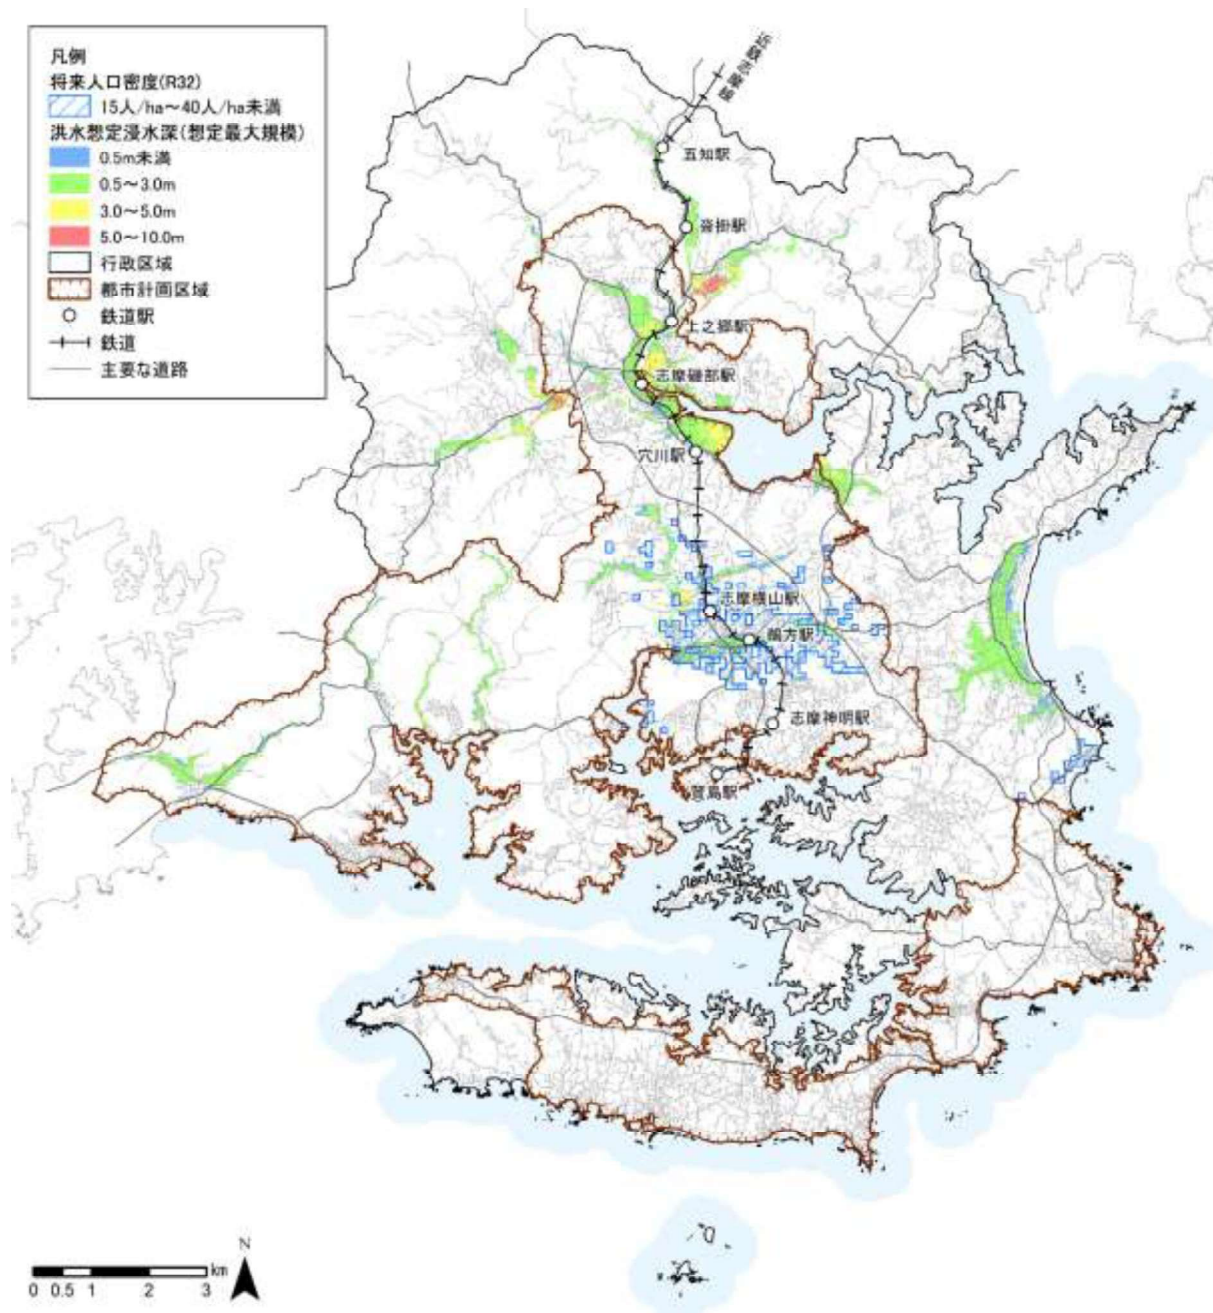 凡例
将来人口密度(R32)
15人/ha～40人/ha未満
洪水想定浸水深(想定最大規模)
0.5m未満
0.5～3.0m
3.0～5.0m
5.0～10.0m
行政区域
都市計画区域
鉄道駅
鉄道
主要な道路
近鉄志摩線
五知駅
沓掛駅
上之郷駅
志摩磯部駅
穴川駅
志摩横山駅
鵜方駅
志摩神明駅
賢島駅
N
km
0 0.5 1 2 3